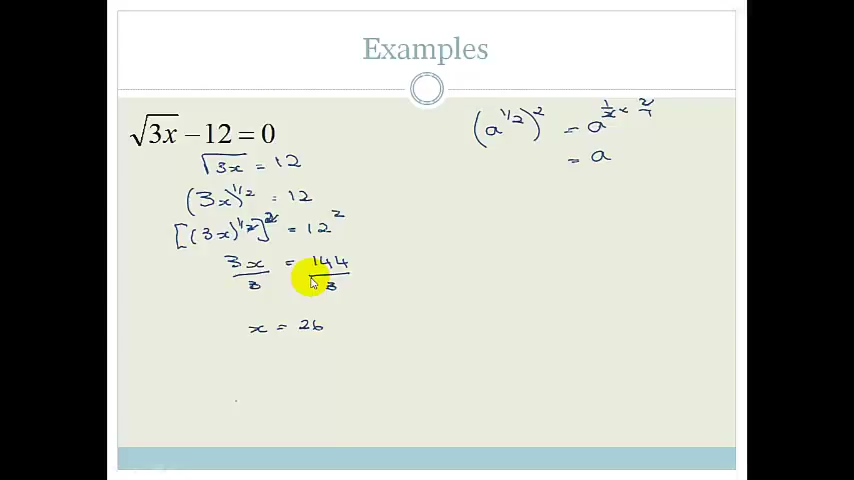 Examples
√3x − 12 = 0
√3x = 12
(3x)^1/2 = 12
[(3x)^1/2]^2 = 12^2
3x/3 = 144/3
x = 26
(a^1/2)^2 = a^1/2 × 2/1
= a